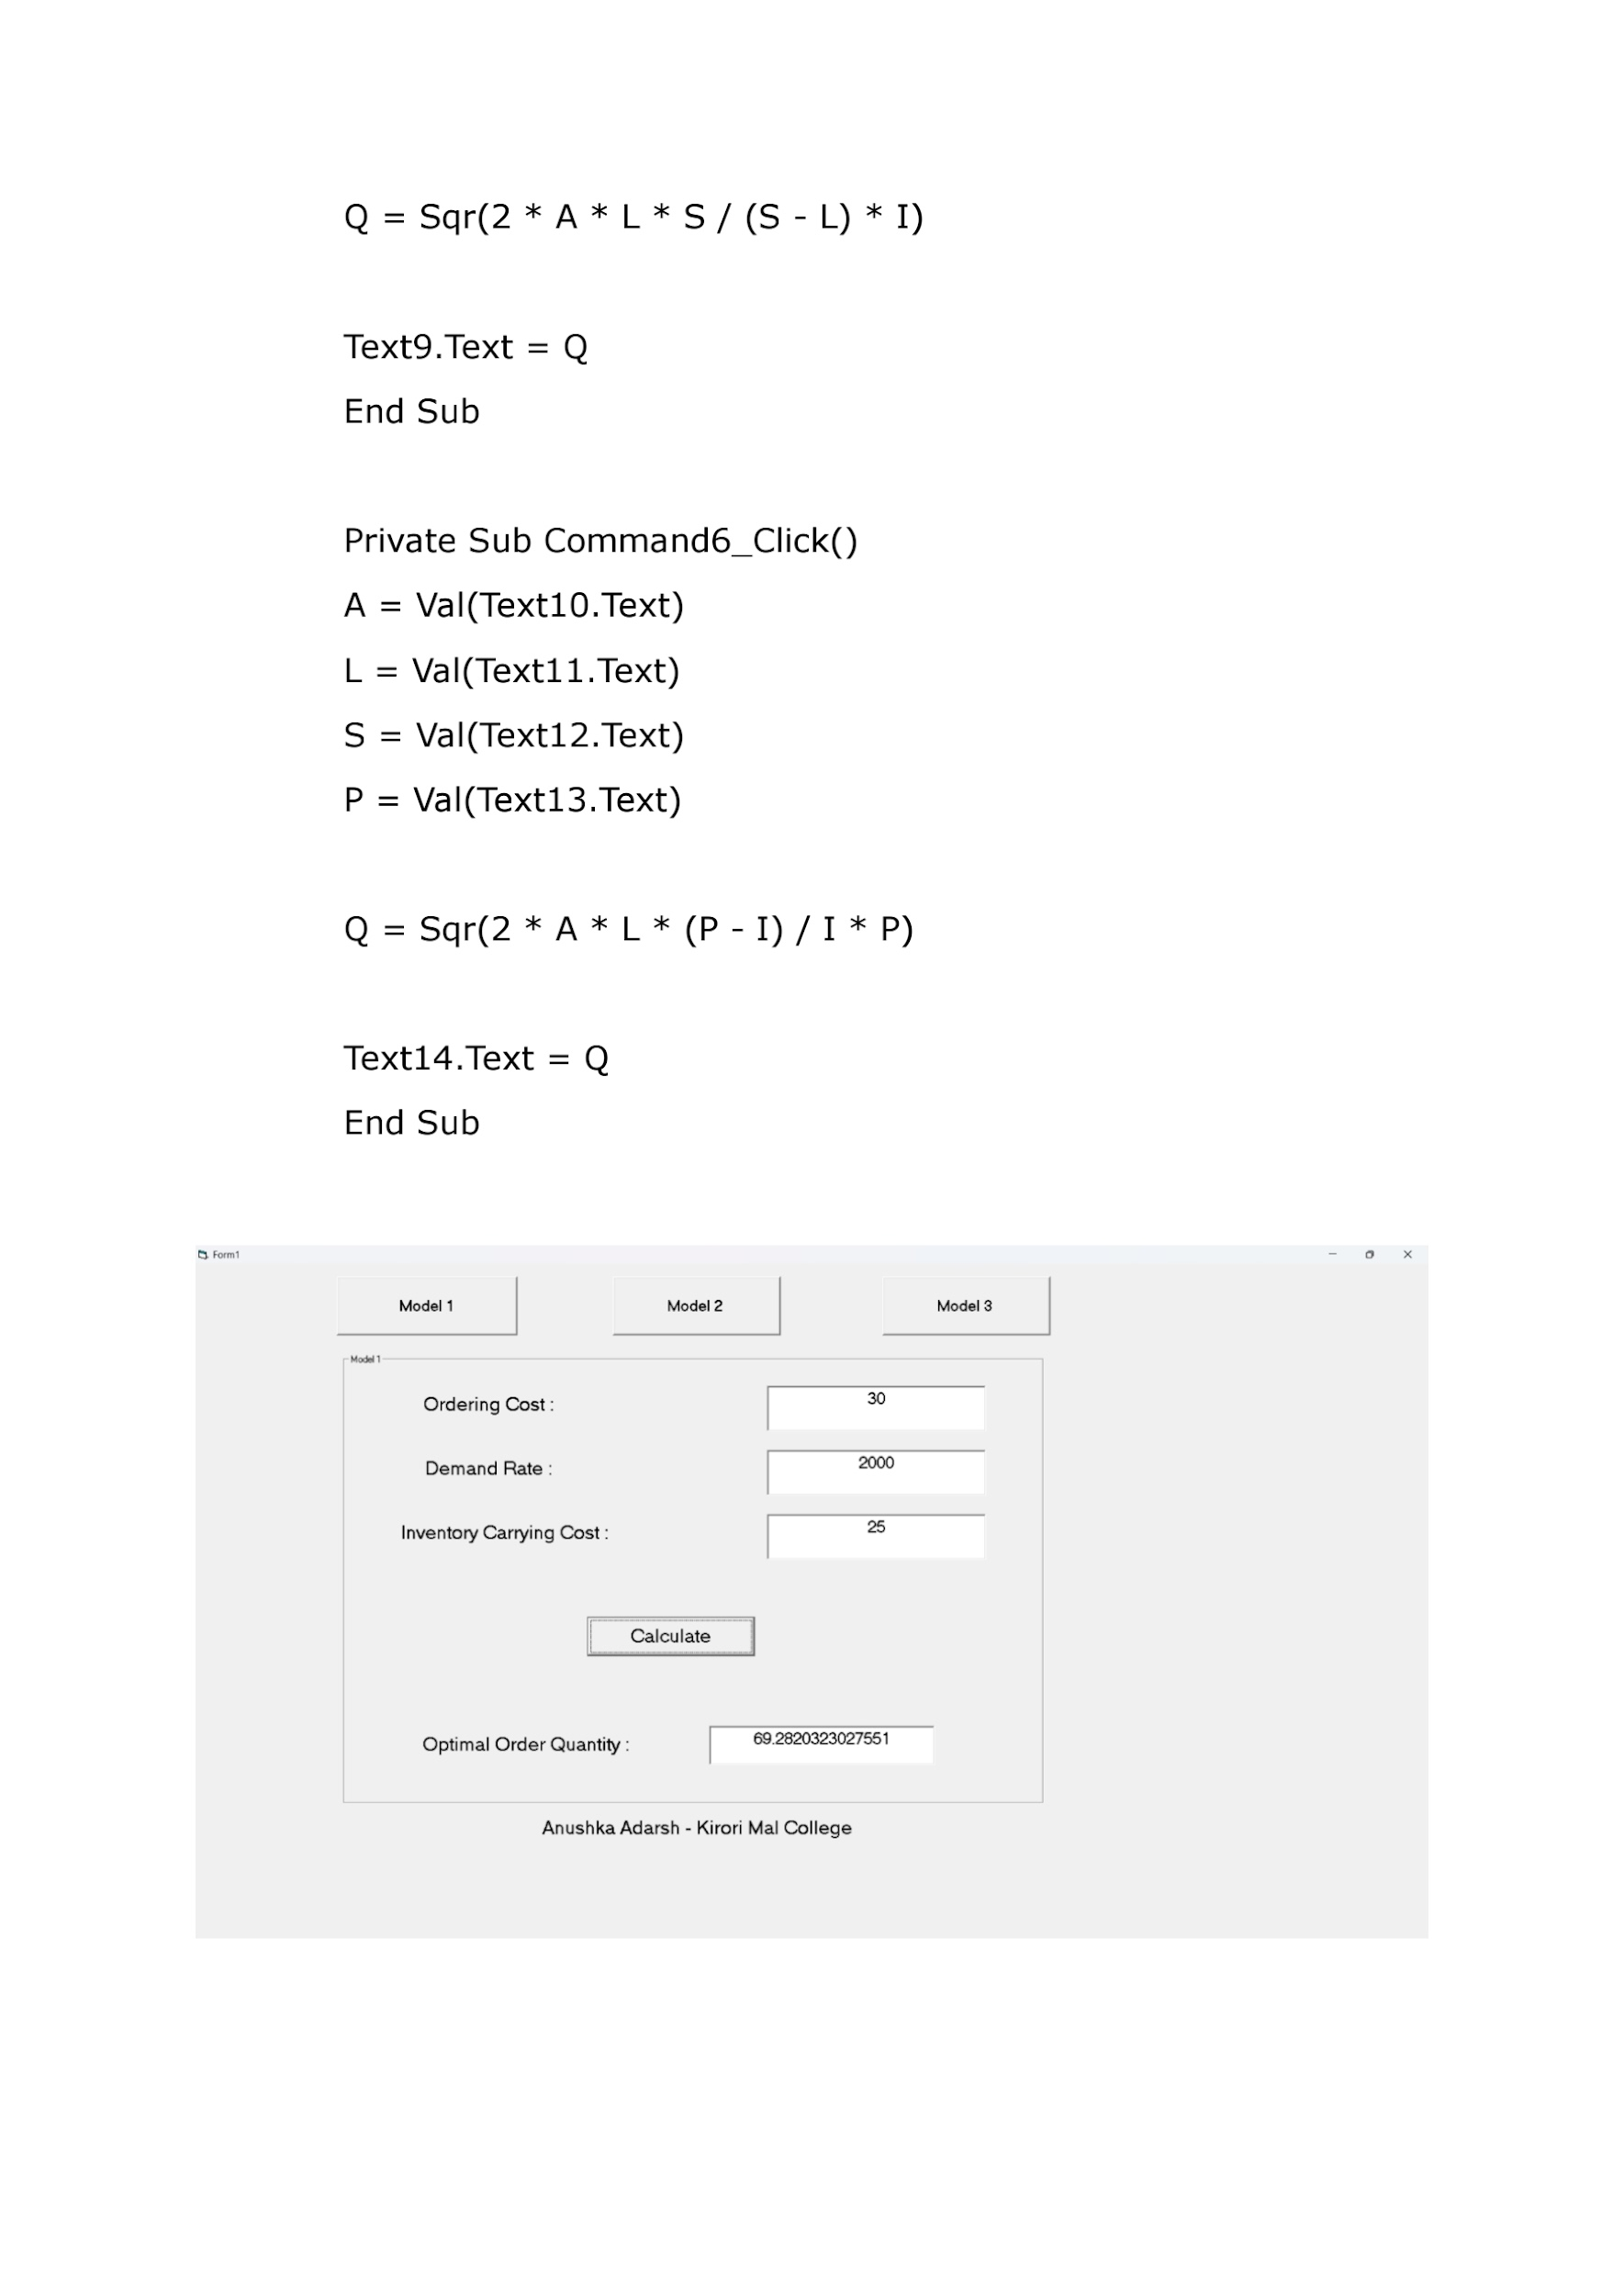 Q = Sqr(2 * A * L * S / (S - L) * I)
Text9.Text = Q
End Sub
Private Sub Command6_Click()
A = Val(Text10.Text)
L = Val(Text11.Text)
S = Val(Text12.Text)
P = Val(Text13.Text)
Q = Sqr(2 * A * L * (P - I) / I * P)
Text14.Text = Q
End Sub
Form1
Model 1
Model 2
Model 3
Model 1
Ordering Cost :
30
Demand Rate :
2000
Inventory Carrying Cost :
25
Calculate
Optimal Order Quantity :
69.2820323027551
Anushka Adarsh - Kirori Mal College